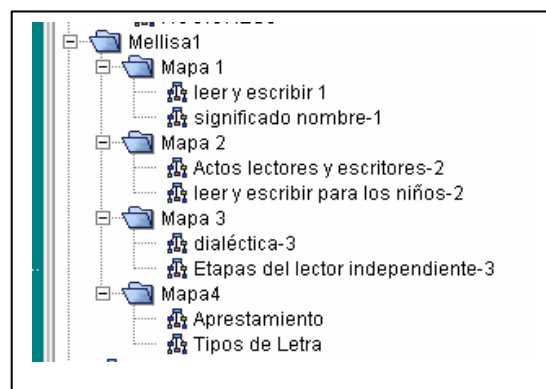 Mellisa1
Mapa 1
leer y escribir 1
significado nombre-1
Mapa 2
Actos lectores y escritores-2
leer y escribir para los niños-2
Mapa 3
dialéctica-3
Etapas del lector independiente-3
Mapa4
Aprestamiento
Tipos de Letra